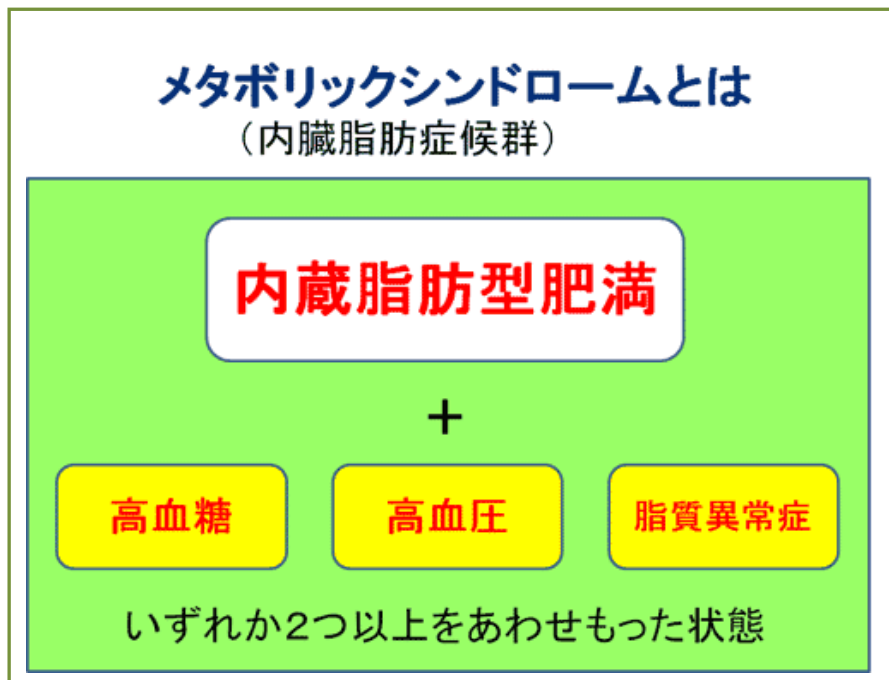 メタボリックシンドロームとは
（内臓脂肪症候群）
内蔵脂肪型肥満
＋
高血糖 高血圧 脂質異常症
いずれか２つ以上をあわせもった状態